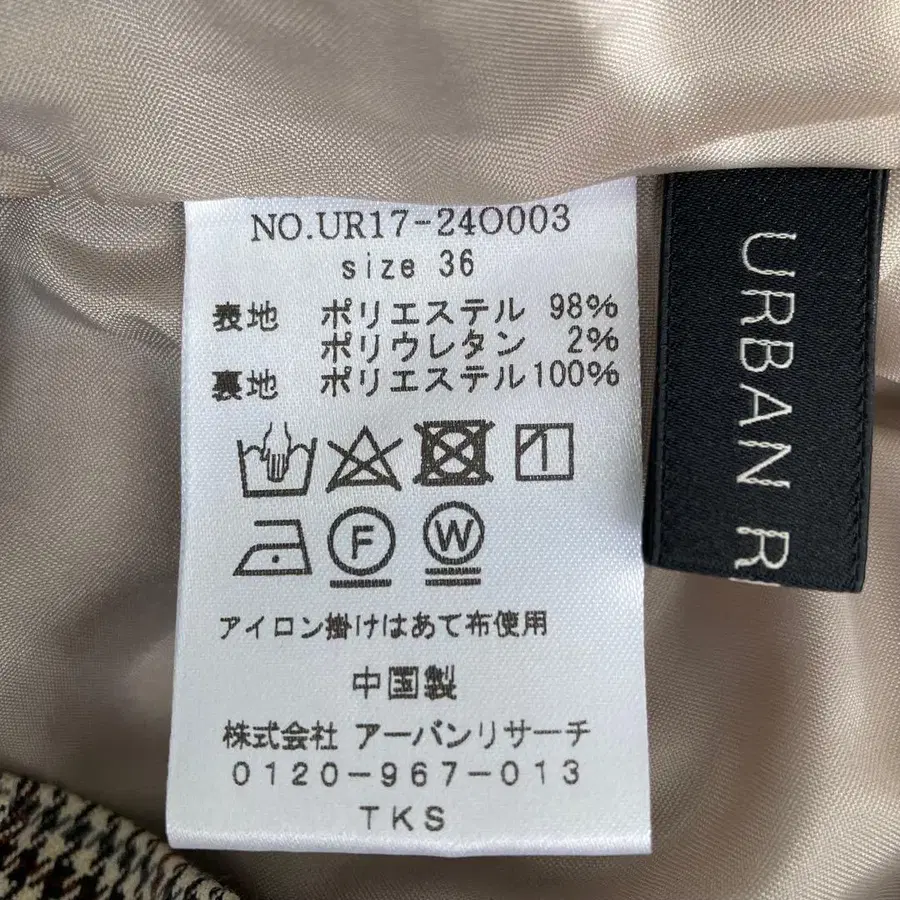 NO.UR17-24O003
size 36
表地 ポリエステル 98%
ポリウレタン 2%
裏地 ポリエステル 100%
F W
アイロン掛けはあて布使用
中国製
株式会社 アーバンリサーチ
0120-967-013
TKS
URBAN R